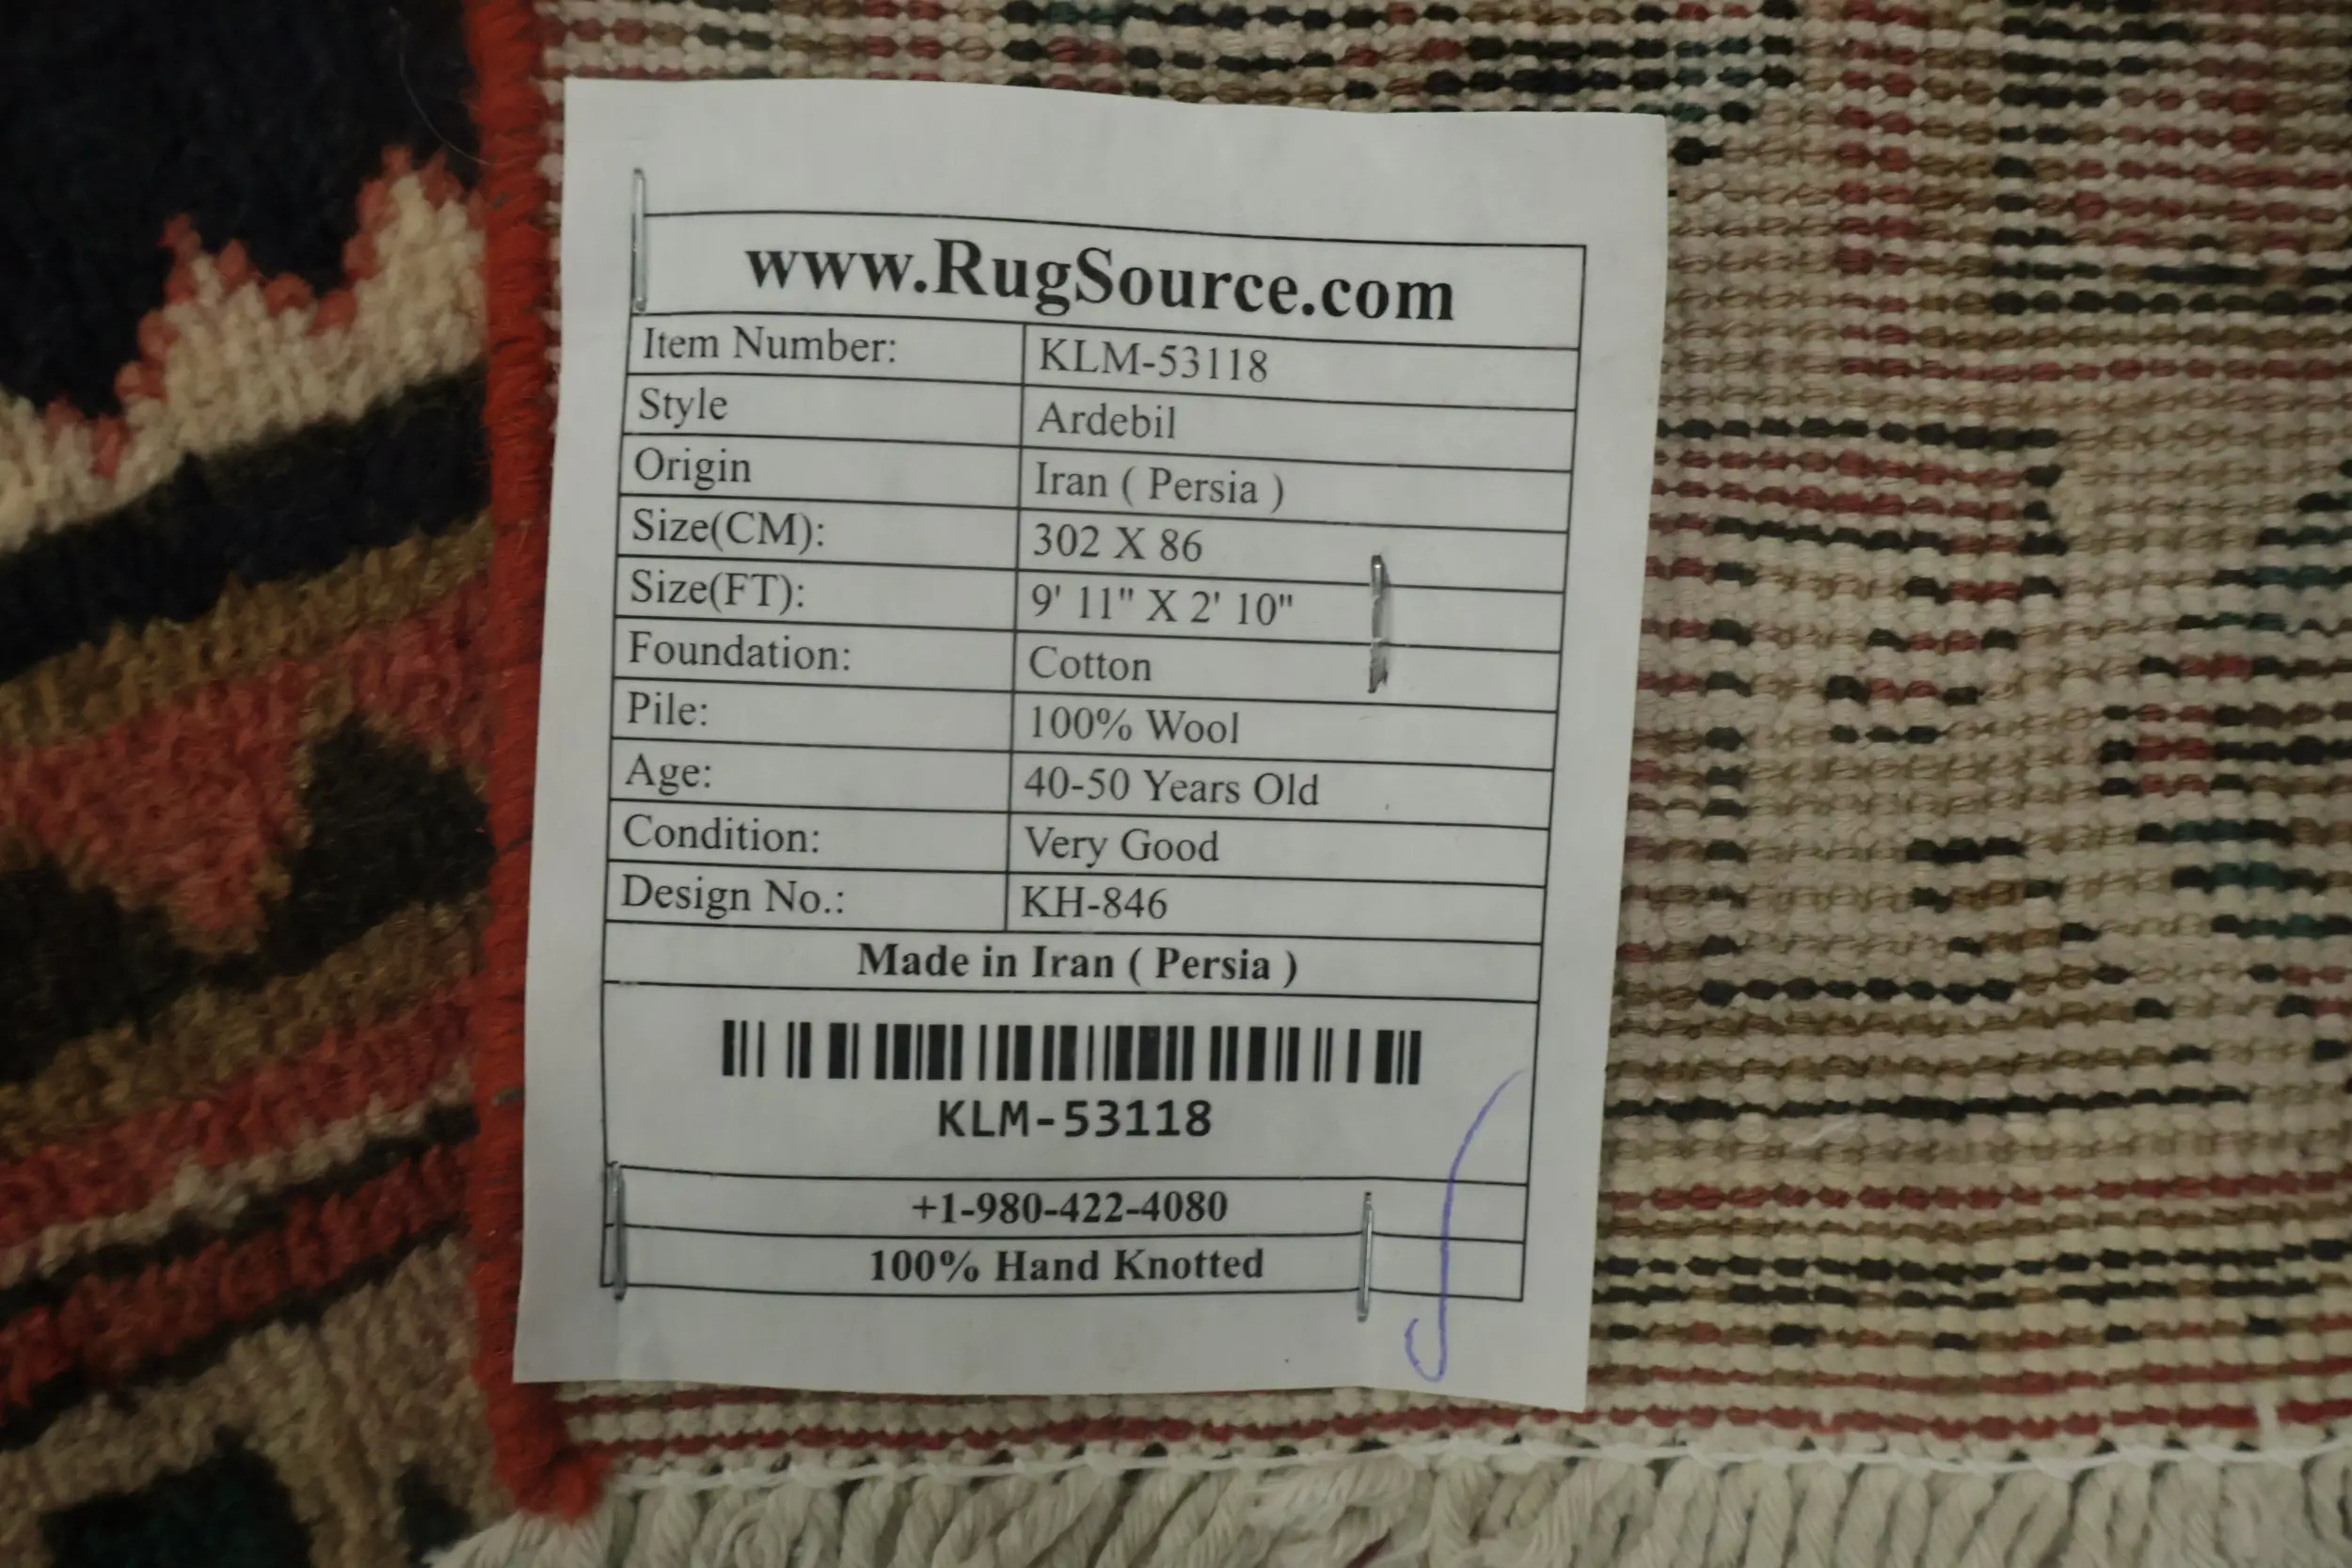 www.RugSource.com
Item Number: KLM-53118
Style Ardebil
Origin Iran ( Persia )
Size(CM): 302 X 86
Size(FT): 9' 11" X 2' 10"
Foundation: Cotton
Pile: 100% Wool
Age: 40-50 Years Old
Condition: Very Good
Design No.: KH-846
Made in Iran ( Persia )
KLM-53118
+1-980-422-4080
100% Hand Knotted